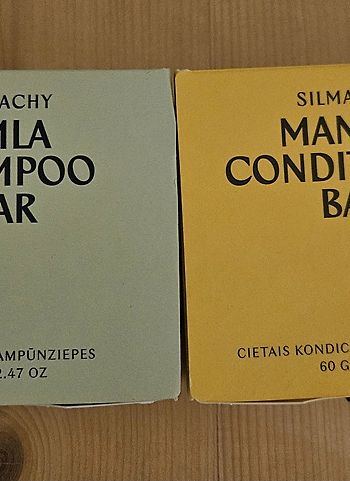 ACHY
MLA
MPOO
AR
AMPŪNZIEPES
2.47 OZ
SILMA
MAN
CONDIT
BA
CIETAIS KONDIC
60 G